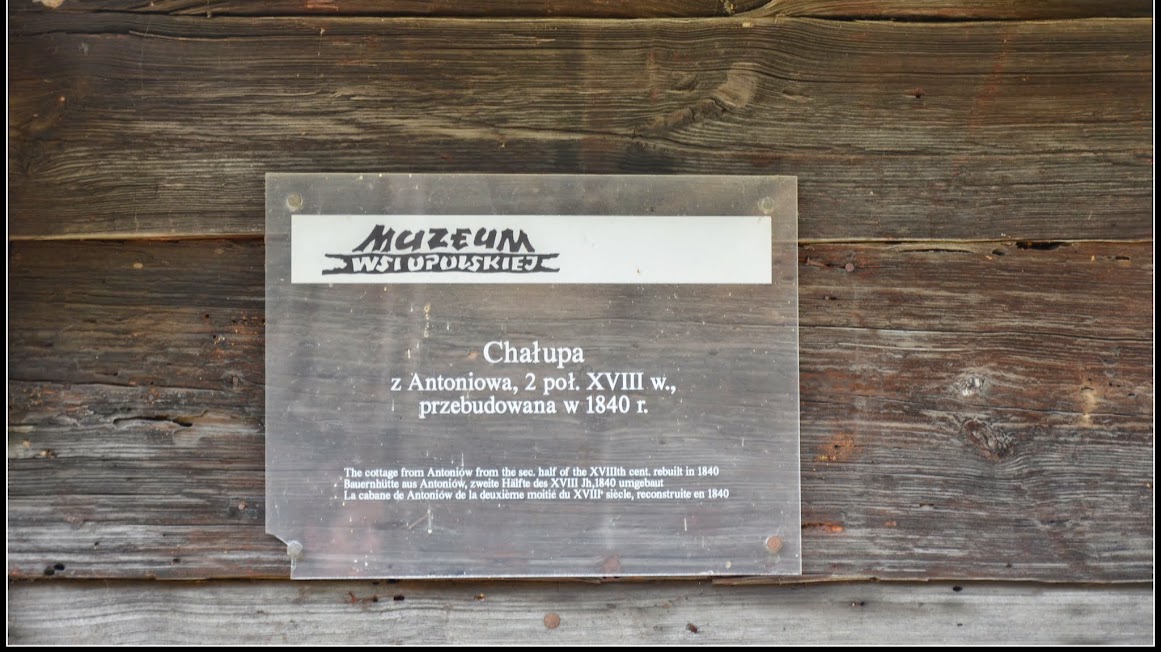 MUZEUM
WSI OPOLSKIEJ
Chałupa
z Antoniowa, 2 poł. XVIII w.,
przebudowana w 1840 r.
The cottage from Antoniów from the sec. half of the XVIIIth cent. rebuilt in 1840
Bauernhütte aus Antoniów, zweite Hälfte des XVIII Jh,1840 umgebaut
La cabane de Antoniów de la deuxième moitié du XVIIIᵉ siècle, reconstruite en 1840